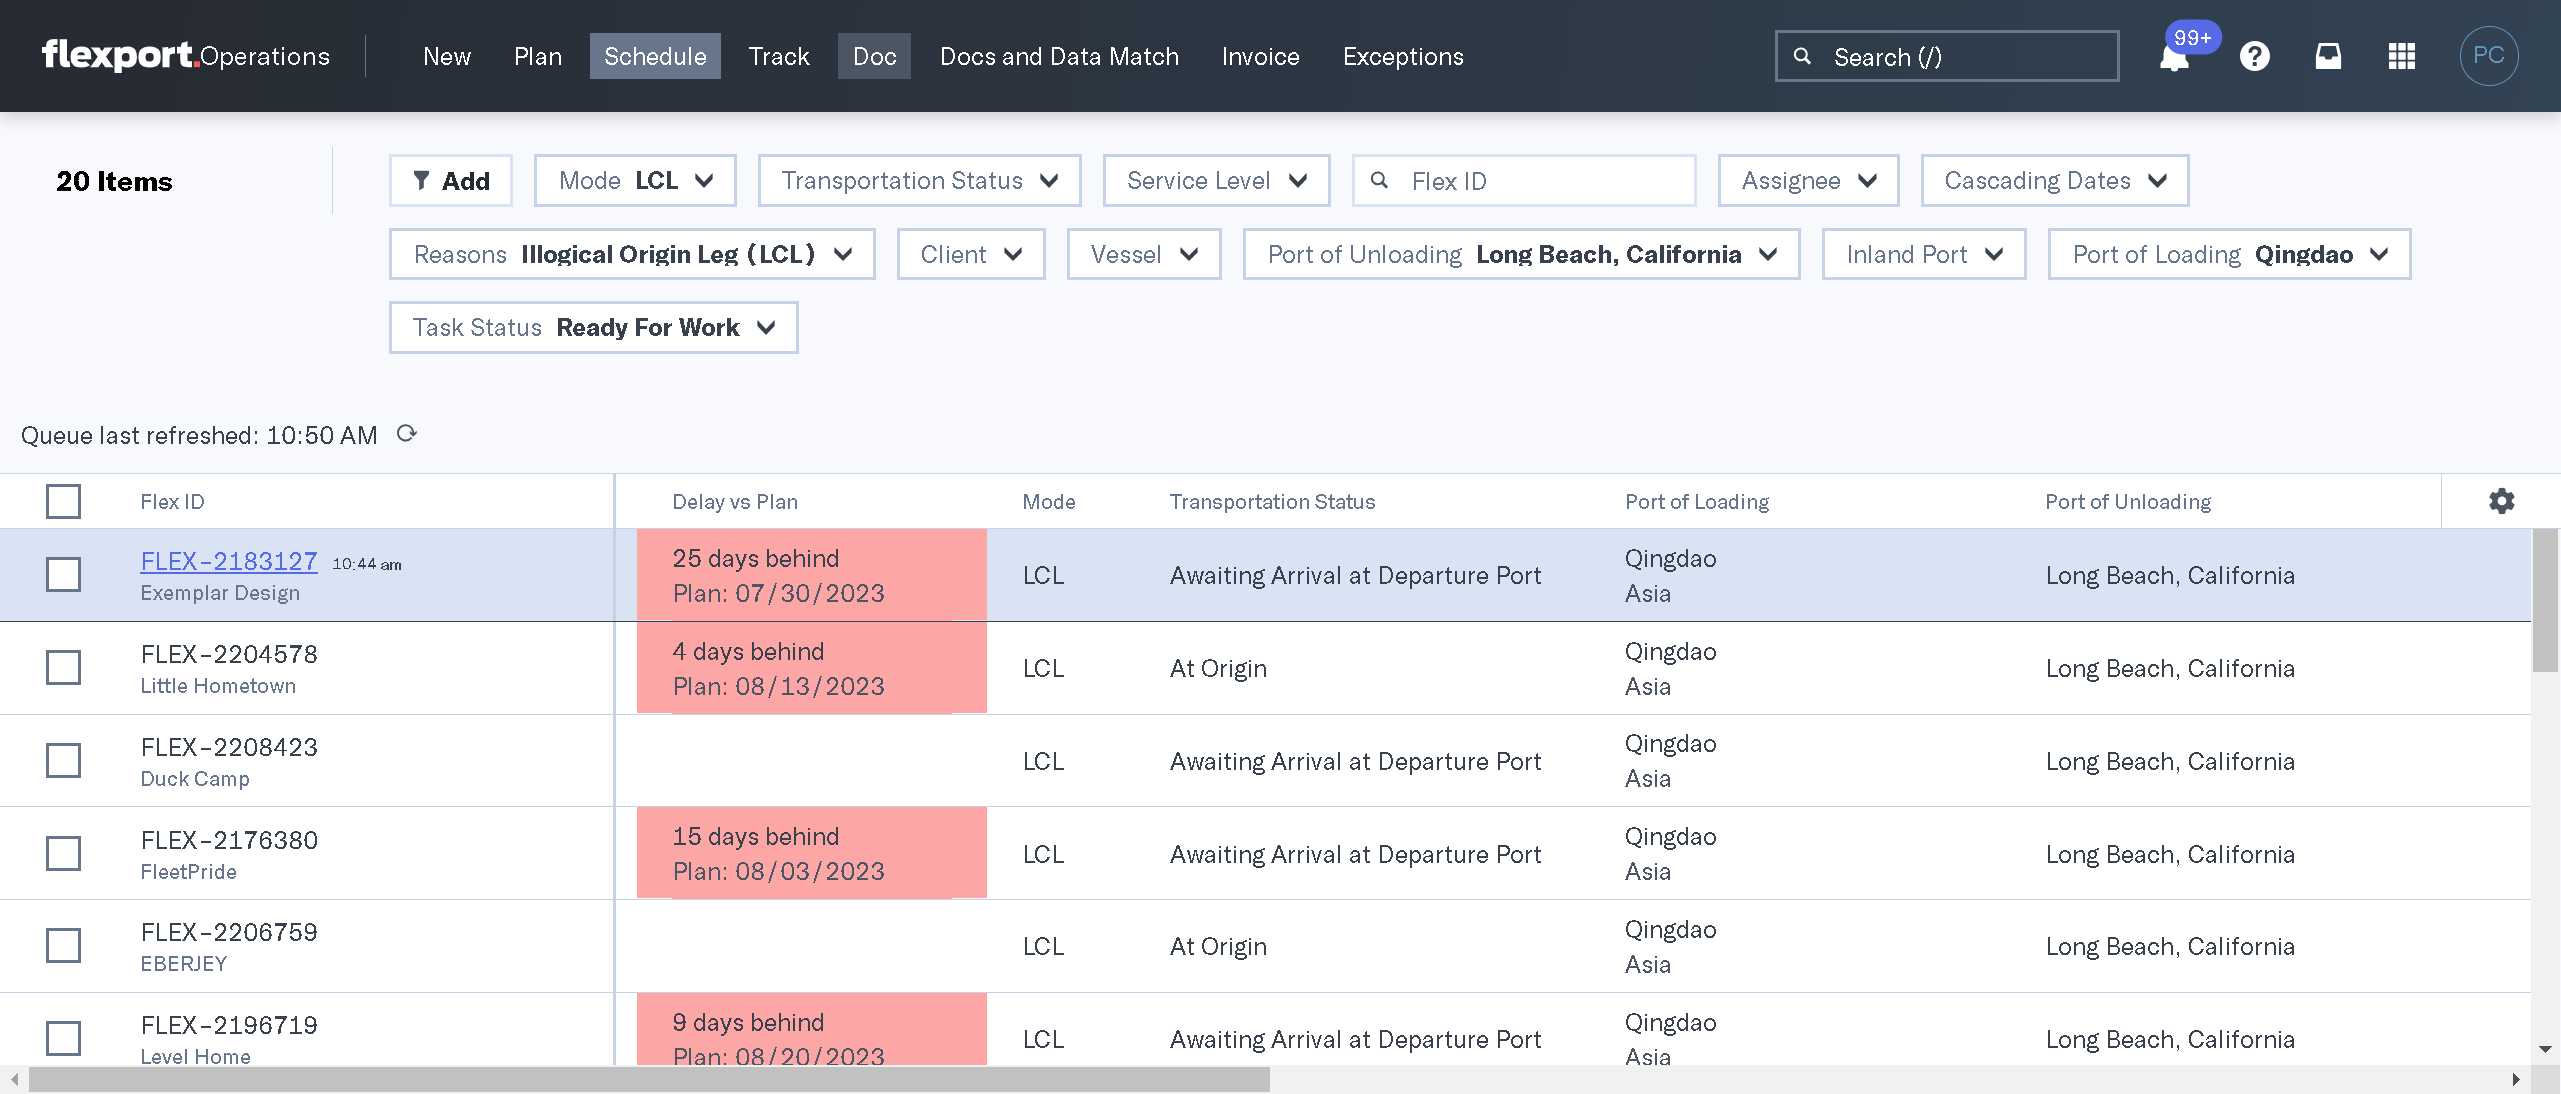 flexport. Operations New Plan Schedule Track Doc Docs and Data Match Invoice Exceptions Search (/) 99+ ? PC
20 Items Add Mode LCL Transportation Status Service Level Flex ID Assignee Cascading Dates
Reasons Illogical Origin Leg (LCL) Client Vessel Port of Unloading Long Beach, California Inland Port Port of Loading Qingdao
Task Status Ready For Work
Queue last refreshed: 10:50 AM
Flex ID Delay vs Plan Mode Transportation Status Port of Loading Port of Unloading
FLEX-2183127 10:44 am 25 days behind LCL Awaiting Arrival at Departure Port Qingdao Long Beach, California
Exemplar Design Plan: 07/30/2023 Asia
FLEX-2204578 4 days behind LCL At Origin Qingdao Long Beach, California
Little Hometown Plan: 08/13/2023 Asia
FLEX-2208423 LCL Awaiting Arrival at Departure Port Qingdao Long Beach, California
Duck Camp Asia
FLEX-2176380 15 days behind LCL Awaiting Arrival at Departure Port Qingdao Long Beach, California
FleetPride Plan: 08/03/2023 Asia
FLEX-2206759 LCL At Origin Qingdao Long Beach, California
EBERJEY Asia
FLEX-2196719 9 days behind LCL Awaiting Arrival at Departure Port Qingdao Long Beach, California
Level Home Plan: 08/20/2023 Asia